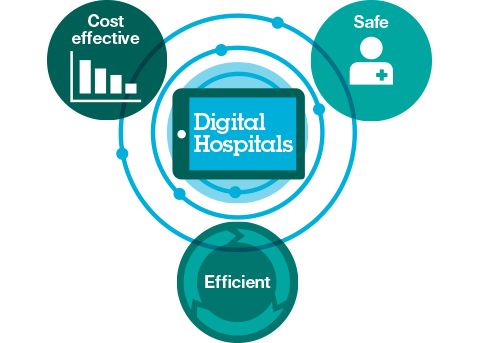 Cost
effective
Safe
Digital
Hospitals
Efficient